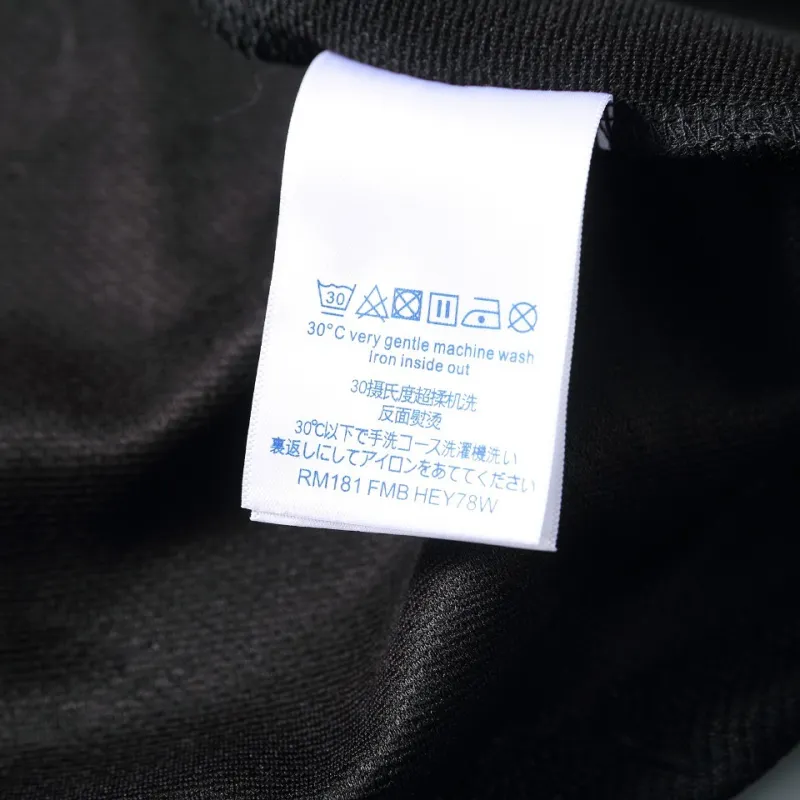 30
30°C very gentle machine wash
Iron inside out
30摄氏度超揉机洗
反面熨烫
30℃以下で手洗コース洗濯機洗い
裏返しにしてアイロンをあててください
RM181 FMB HEY78W